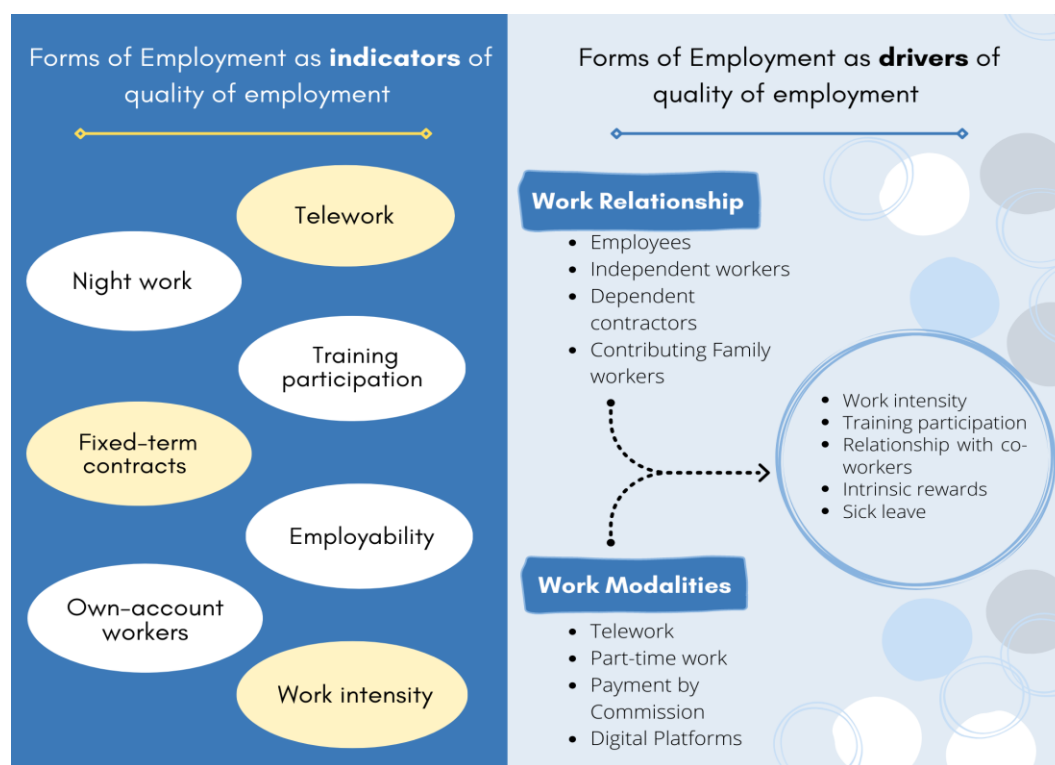 Forms of Employment as indicators of
quality of employment
Telework
Night work
Training
participation
Fixed-term
contracts
Employability
Own-account
workers
Work intensity
Forms of Employment as drivers of
quality of employment
Work Relationship
• Employees
• Independent workers
• Dependent
contractors
• Contributing Family
workers
Work Modalities
• Telework
• Part-time work
• Payment by
Commission
• Digital Platforms
• Work intensity
• Training participation
• Relationship with co-
workers
• Intrinsic rewards
• Sick leave